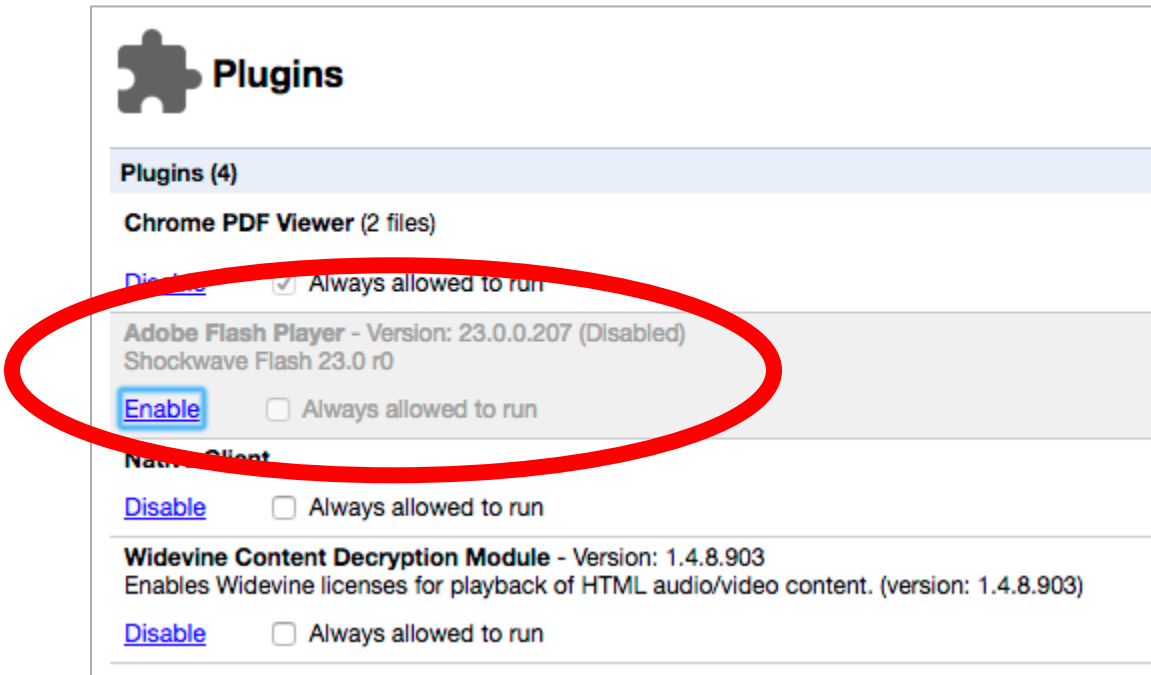 Plugins
Plugins (4)
Chrome PDF Viewer (2 files)
Disable Always allowed to run
Adobe Flash Player - Version: 23.0.0.207 (Disabled)
Shockwave Flash 23.0 r0
Enable Always allowed to run
Native Client
Disable Always allowed to run
Widevine Content Decryption Module - Version: 1.4.8.903
Enables Widevine licenses for playback of HTML audio/video content. (version: 1.4.8.903)
Disable Always allowed to run